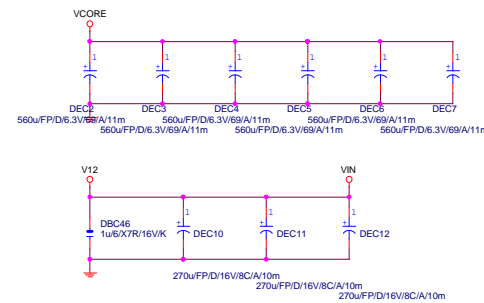 VCORE
1 1 1 1 1 1
+ + + + + +
DEC2 DEC3 DEC4 DEC5 DEC6 DEC7
560u/FP/D/6.3V/69/A/11m 560u/FP/D/6.3V/69/A/11m 560u/FP/D/6.3V/69/A/11m
560u/FP/D/6.3V/69/A/11m 560u/FP/D/6.3V/69/A/11m 560u/FP/D/6.3V/69/A/11m
V12 VIN
1 1 1
+ + +
DBC46
1u/6/X7R/16V/K DEC10 DEC11 DEC12
270u/FP/D/16V/8C/A/10m
270u/FP/D/16V/8C/A/10m
270u/FP/D/16V/8C/A/10m